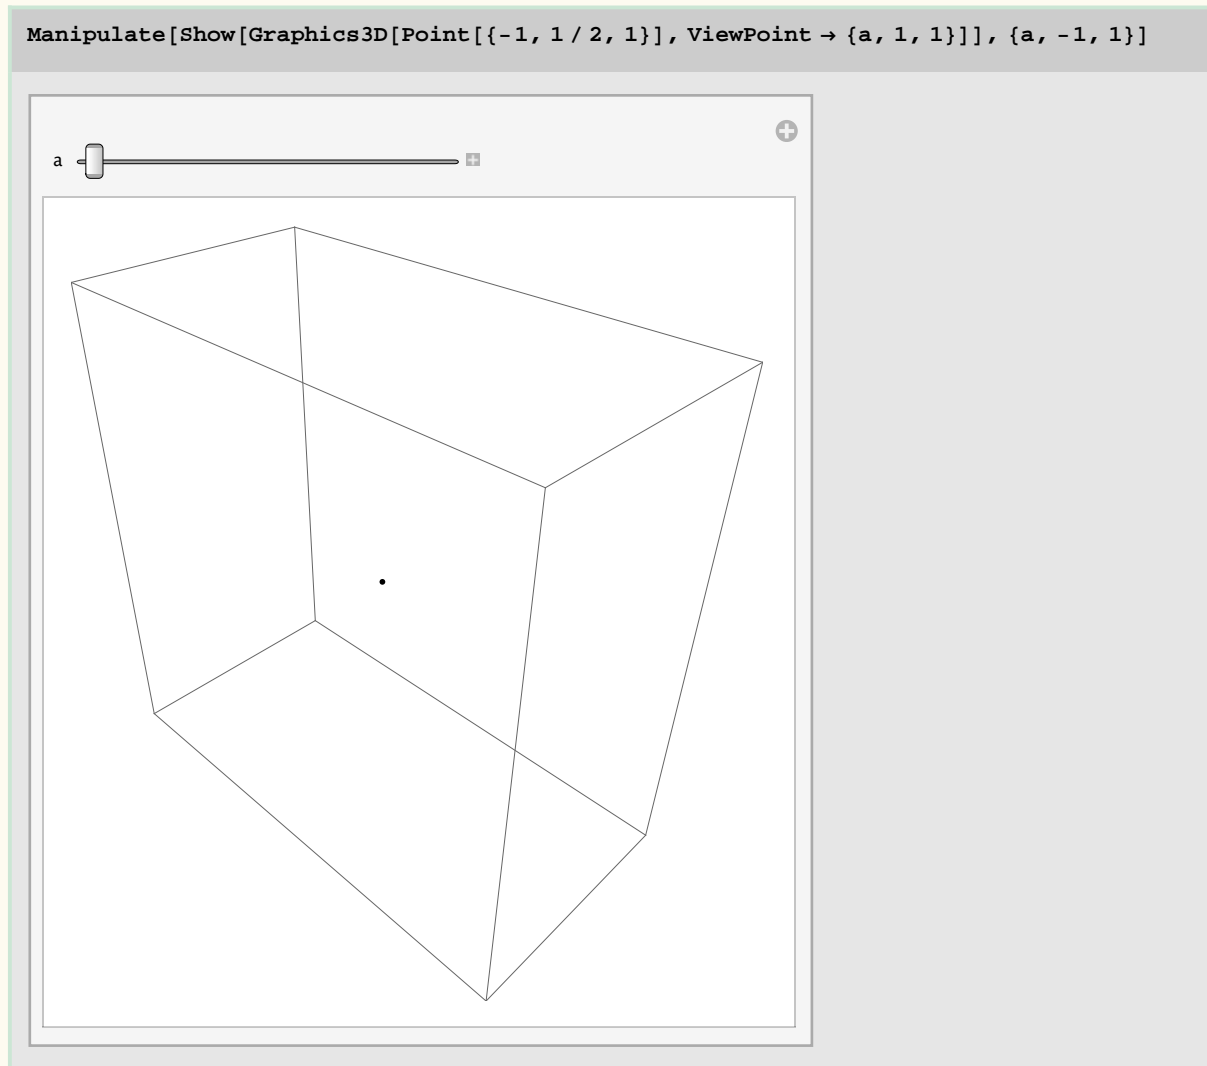 Manipulate[Show[Graphics3D[Point[{-1, 1 / 2, 1}], ViewPoint → {a, 1, 1}]], {a, -1, 1}]
a